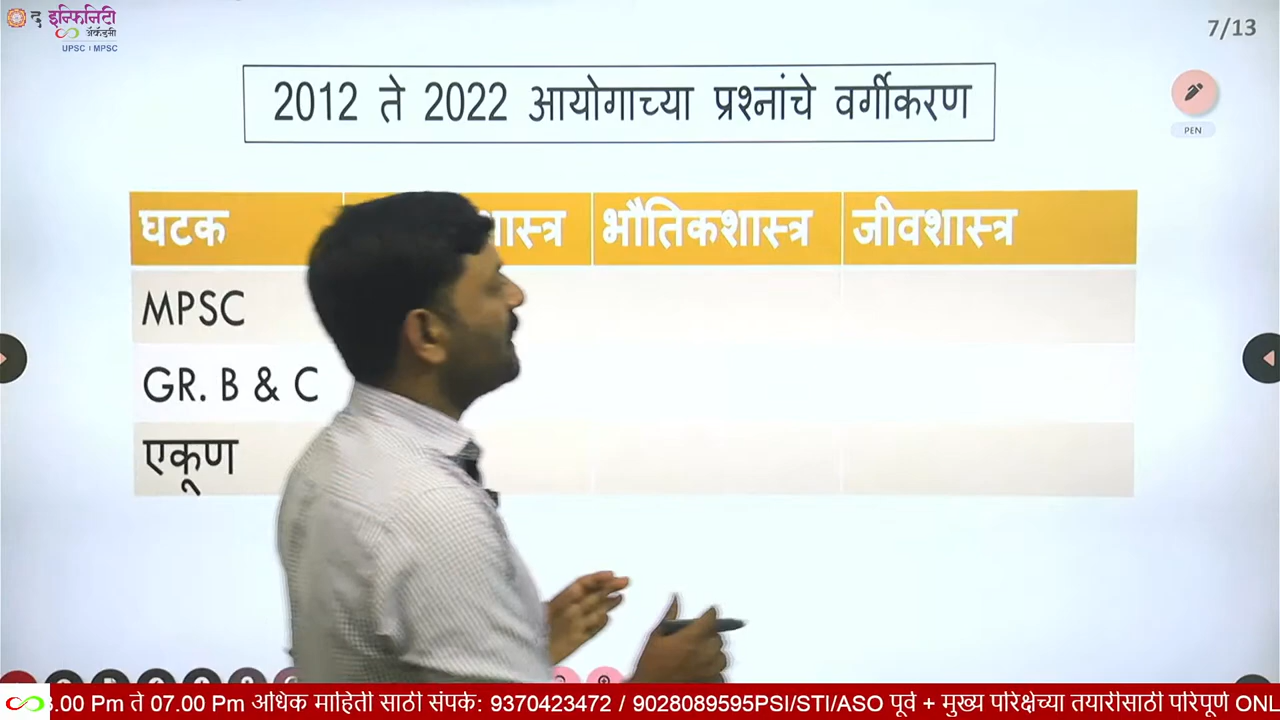 द इन्फिनिटी
ॲकॅडमी
UPSC । MPSC
7/13
2012 ते 2022 आयोगाच्या प्रश्नांचे वर्गीकरण
PEN
घटक भौतिकशास्त्र जीवशास्त्र
MPSC
GR. B & C
एकूण
.00 Pm ते 07.00 Pm अधिक माहिती साठी संपर्क: 9370423472 / 9028089595PSI/STI/ASO पूर्व + मुख्य परिक्षेच्या तयारीसाठी परिपूर्ण ONL